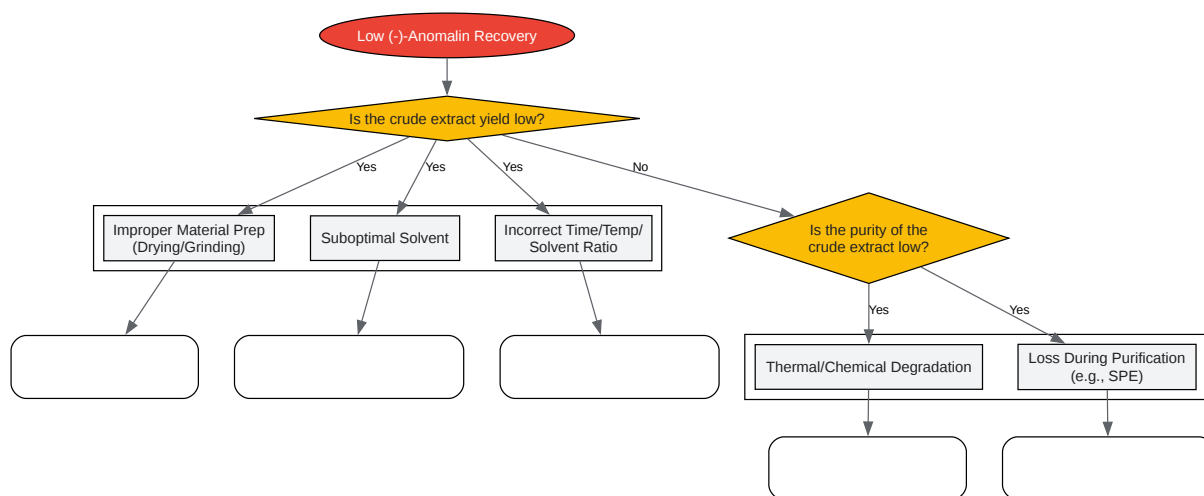 Low (-)-Anomalin Recovery
Is the crude extract yield low?
Yes
Yes
Yes
No
Improper Material Prep
(Drying/Grinding)
Suboptimal Solvent
Incorrect Time/Temp/
Solvent Ratio
Is the purity of the
crude extract low?
Yes
Yes
Thermal/Chemical Degradation
Loss During Purification
(e.g., SPE)